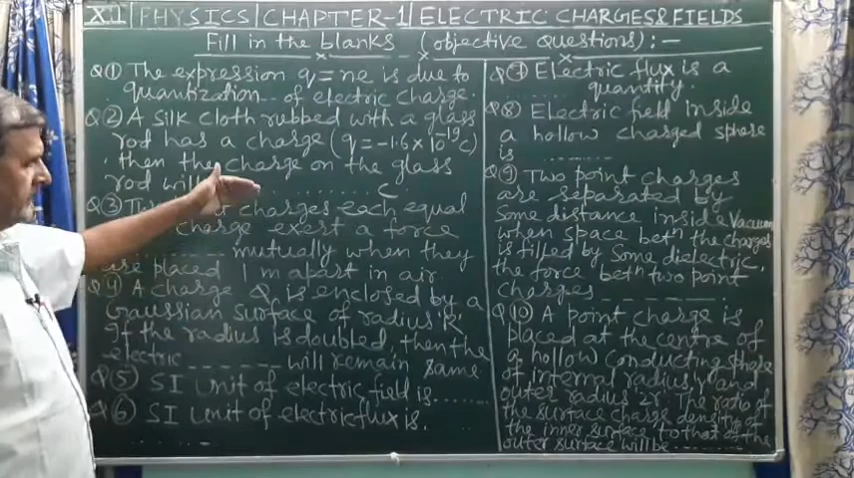 XII PHYSICS CHAPTER-1 ELECTRIC CHARGES & FIELDS
Fill in the blanks (objective questions):-
Q① The expression q = ne is due to
quantization.. of electric charge.
Q② A silk cloth rubbed with a glass
rod has a charge (q = -1.6 x 10⁻¹⁹c)
then the charge on the glass
rod will ........ C
Q③ charges each equal
charge exert a force
------ mutually when they
are placed 1 m apart in air
Q④ A charge Q is enclosed by a
Gaussian surface of radius 'R'
If the radius is doubled, then the
electric ------ will remain same
Q⑤ SI Unit of electric field is.......
Q⑥ SI Unit of electric flux is.
.......
Q⑦ Electric flux is a
quantity.
Q⑧ Electric field inside
a hollow charged sphere
is ........
Q⑨ Two point charges
are separated by
Some distance inside Vacuum
when space betn the charges
is filled by Some dielectric,
the force betn two point
charges -------.
Q⑩ A point charge is
placed at the centre of
a hollow conducting sphere
of internal radius 'r' and
outer radius '2r'. The ratio of
the surface charge density of
the inner surface to that of the
outer surface will be .......